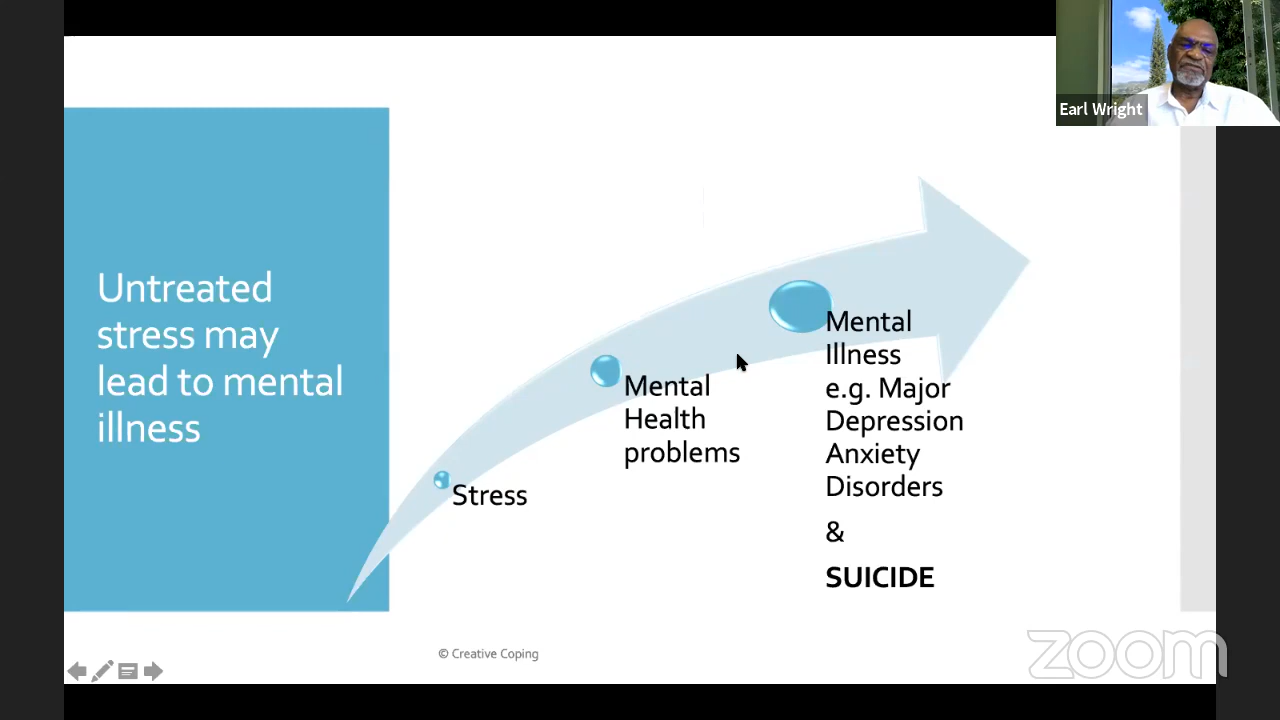 Earl Wright
Untreated
stress may
lead to mental
illness
Stress
Mental
Health
problems
Mental
Illness
e.g. Major
Depression
Anxiety
Disorders
&
SUICIDE
© Creative Coping
zoom